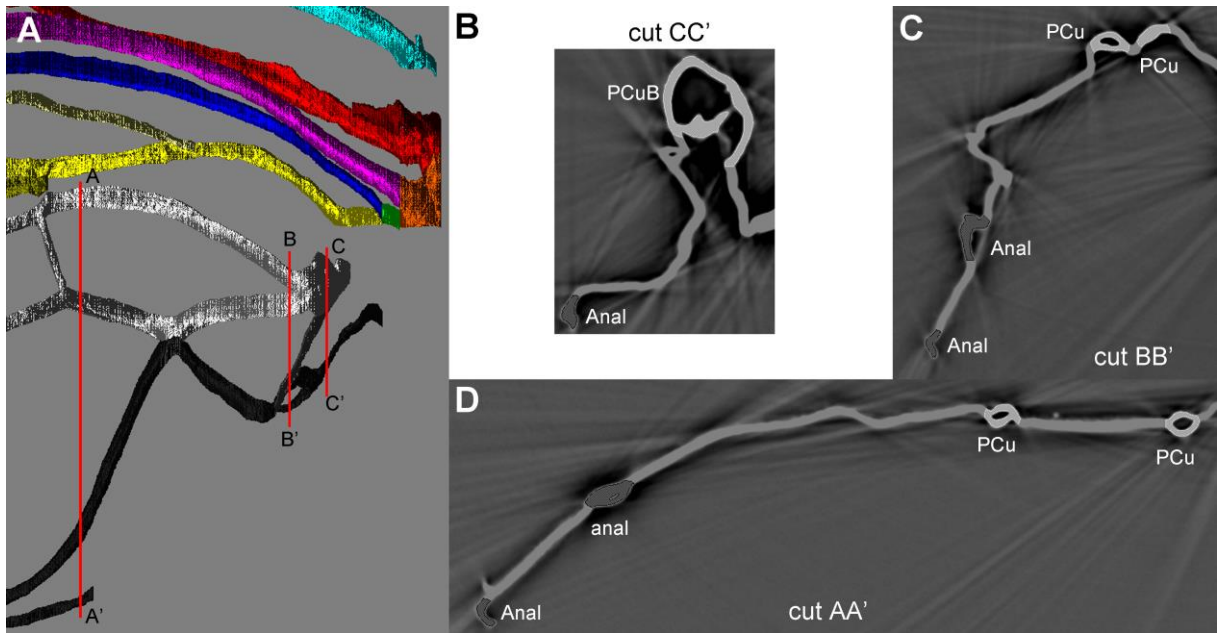 A
A
B
C
C'
B'
A'
B
cut CC'
PCuB
Anal
C
PCu
PCu
Anal
Anal
cut BB'
D
PCu
PCu
anal
Anal
cut AA'